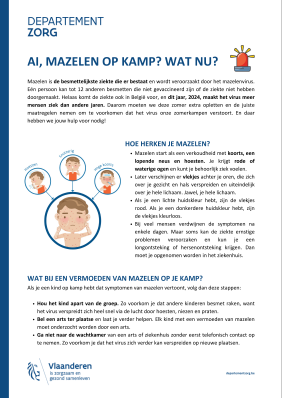 DEPARTEMENT
ZORG
AI, MAZELEN OP KAMP? WAT NU?
Mazelen is de besmettelijkste ziekte die er bestaat en wordt veroorzaakt door het mazelenvirus.
Eén persoon kan tot 12 anderen besmetten die niet gevaccineerd zijn of de ziekte niet hebben
doorgemaakt. Helaas komt de ziekte ook in België voor, en dit jaar, 2024, maakt het virus meer
mensen ziek dan andere jaren. Daarom moeten we deze zomer extra opletten en de juiste
maatregelen nemen om te voorkomen dat het virus onze zomerkampen verstoort. En daar
hebben we jouw hulp voor nodig!
HOE HERKEN JE MAZELEN?
Mazelen start als een verkoudheid met koorts, een
lopende neus en hoesten. Je krijgt rode of
waterige ogen en kunt je behoorlijk ziek voelen.
Later verschijnen er vlekjes achter je oren, die zich
over je gezicht en hals verspreiden en uiteindelijk
over je hele lichaam. Jawel, je hele lichaam.
Als je een lichte huidskleur hebt, zijn de vlekjes
rood. Als je een donkerdere huidskleur hebt, zijn
de vlekjes kleurloos.
Bij veel mensen verdwijnen de symptomen na
enkele dagen. Maar soms kan de ziekte ernstige
problemen veroorzaken en kun je een
longontsteking of hersenontsteking krijgen. Dan
moet je opgenomen worden in het ziekenhuis.
WAT BIJ EEN VERMOEDEN VAN MAZELEN OP JE KAMP?
Als je een kind op kamp hebt dat symptomen van mazelen vertoont, volg dan deze stappen:
Hou het kind apart van de groep. Zo voorkom je dat andere kinderen besmet raken, want
het virus verspreidt zich heel snel via de lucht door hoesten, niezen en praten.
Bel een arts ter plaatse en laat je verder helpen. Elk kind met een vermoeden van mazelen
moet onderzocht worden door een arts.
Ga niet naar de wachtkamer van een arts of ziekenhuis zonder eerst telefonisch contact op
te nemen. Zo voorkom je dat het virus zich verder kan verspreiden op nieuwe plaatsen.
Vlaanderen
is zorgzaam en
gezond samenleven
departementzorg.be